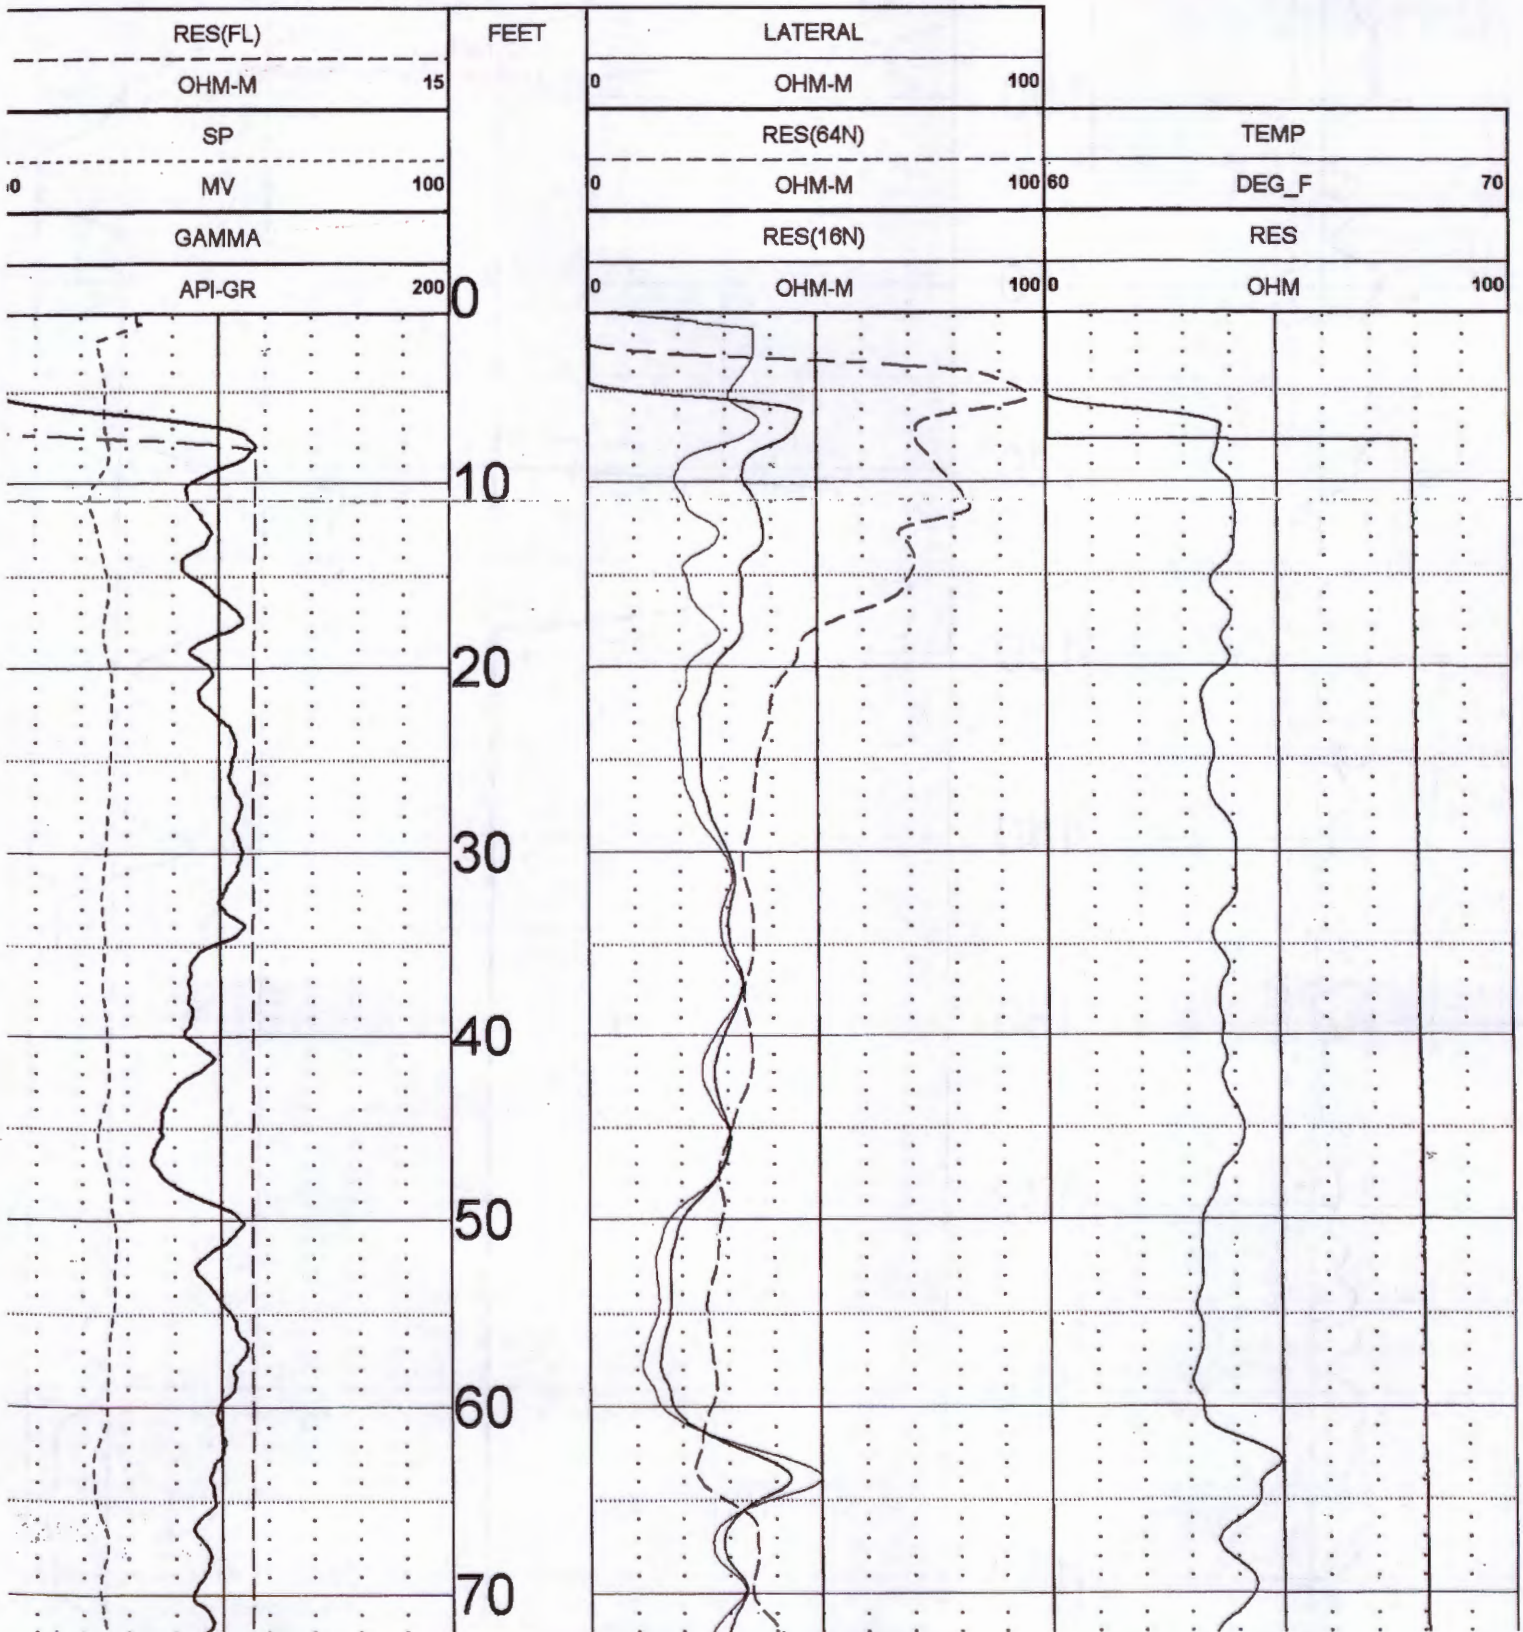 RES(FL) FEET LATERAL
OHM-M 15 0 OHM-M 100
SP RES(64N) TEMP
MV 100 0 OHM-M 100 60 DEG_F 70
GAMMA RES(16N) RES
API-GR 200 0 0 OHM-M 100 0 OHM 100
10
20
30
40
50
60
70